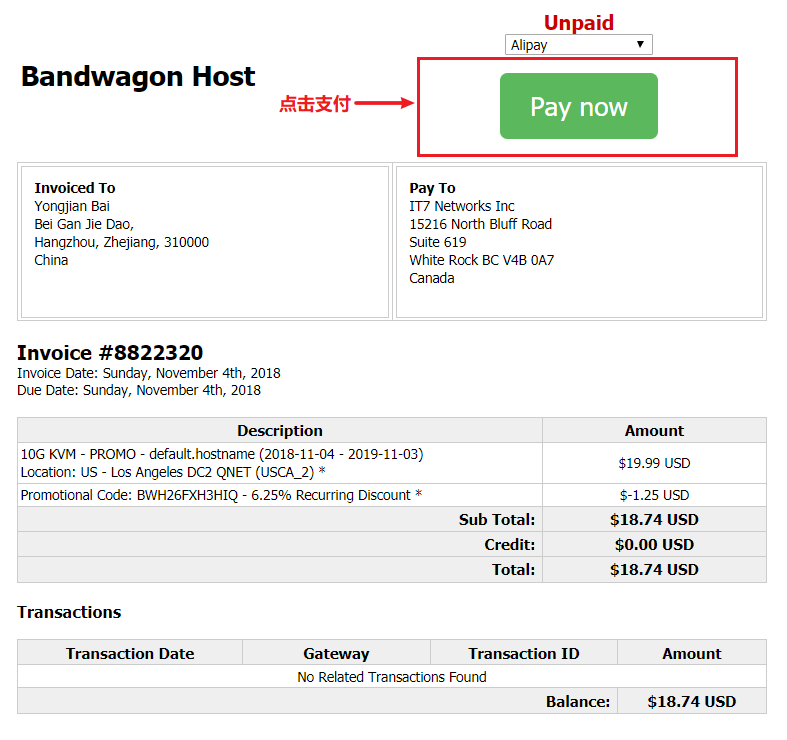 Unpaid
Alipay
Bandwagon Host
点击支付
Pay now
Invoiced To
Yongjian Bai
Bei Gan Jie Dao,
Hangzhou, Zhejiang, 310000
China
Pay To
IT7 Networks Inc
15216 North Bluff Road
Suite 619
White Rock BC V4B 0A7
Canada
Invoice #8822320
Invoice Date: Sunday, November 4th, 2018
Due Date: Sunday, November 4th, 2018
Description Amount
10G KVM - PROMO - default.hostname (2018-11-04 - 2019-11-03)
Location: US - Los Angeles DC2 QNET (USCA_2) *
$19.99 USD
Promotional Code: BWH26FXH3HIQ - 6.25% Recurring Discount * $-1.25 USD
Sub Total: $18.74 USD
Credit: $0.00 USD
Total: $18.74 USD
Transactions
Transaction Date Gateway Transaction ID Amount
No Related Transactions Found
Balance: $18.74 USD